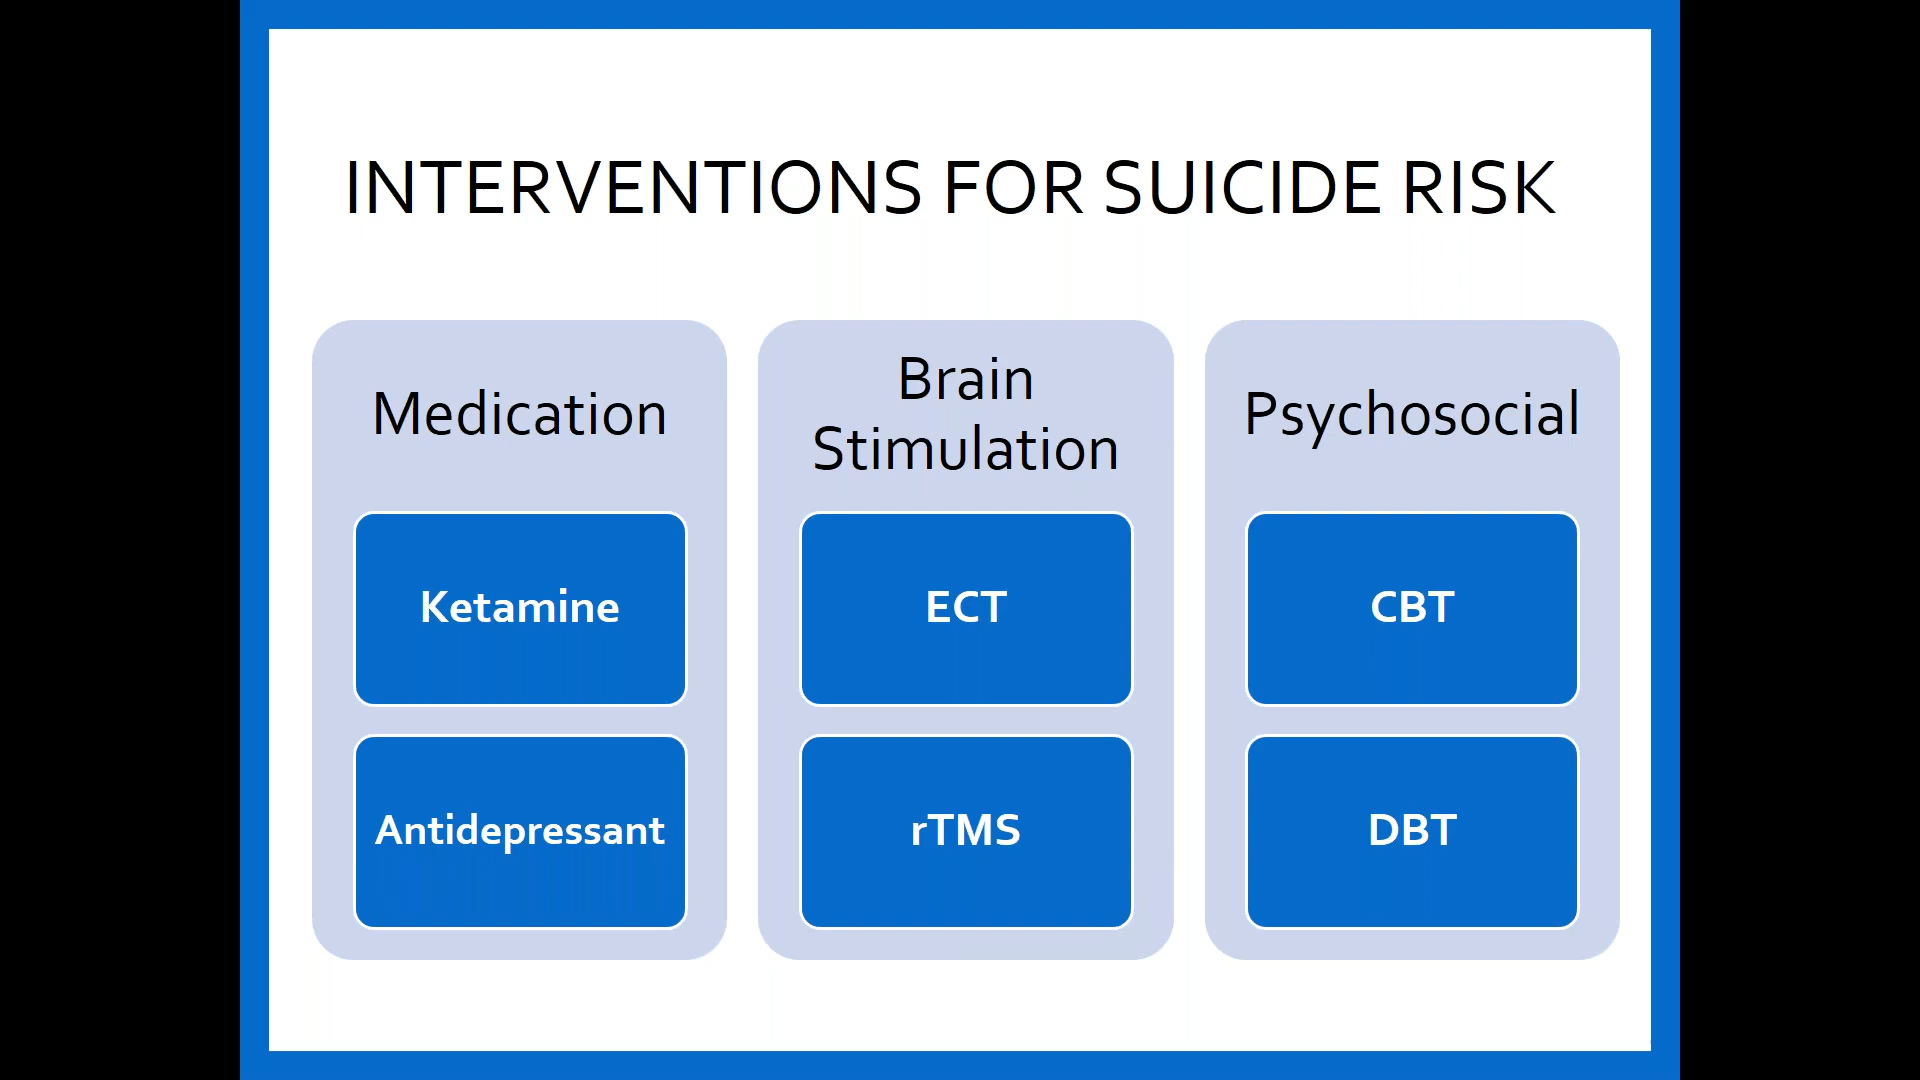 INTERVENTIONS FOR SUICIDE RISK
Medication
Ketamine
Antidepressant
Brain
Stimulation
ECT
rTMS
Psychosocial
CBT
DBT